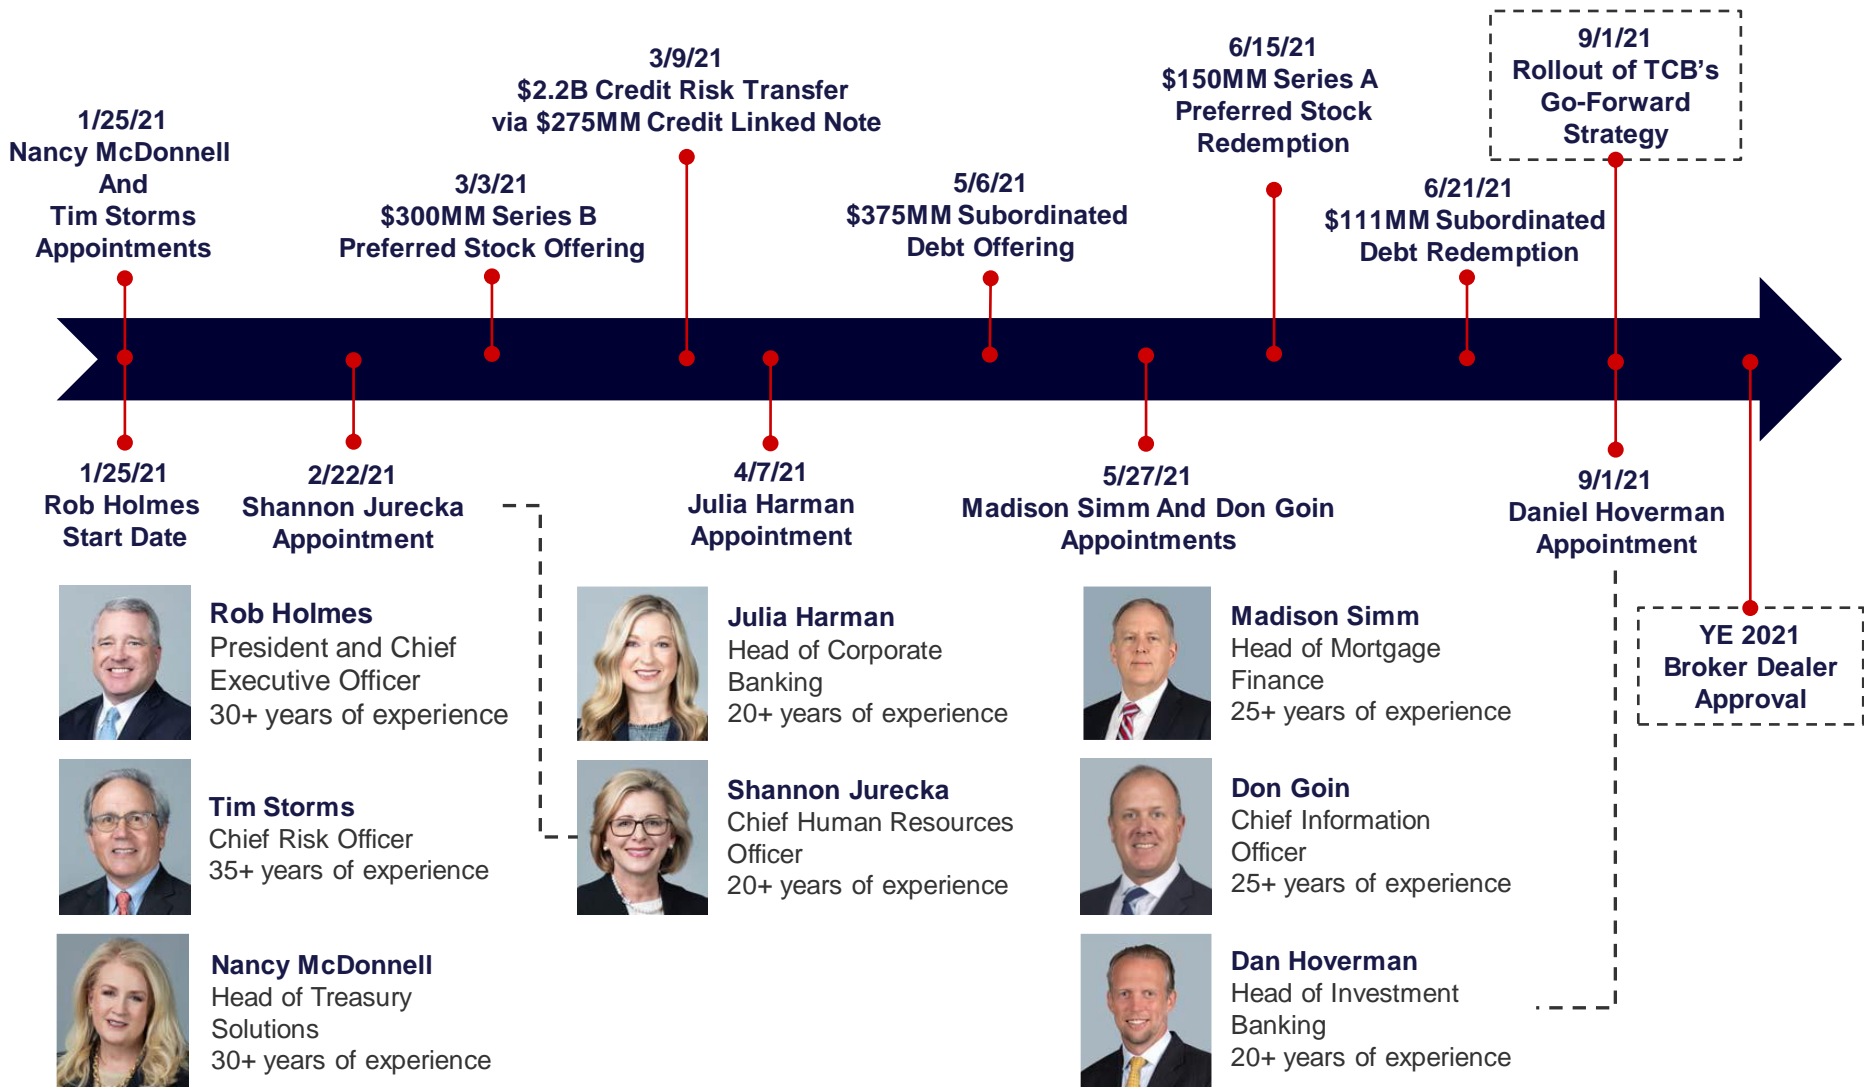 1/25/21
Nancy McDonnell
And
Tim Storms
Appointments
3/3/21
$300MM Series B
Preferred Stock Offering
3/9/21
$2.2B Credit Risk Transfer
via $275MM Credit Linked Note
5/6/21
$375MM Subordinated
Debt Offering
6/15/21
$150MM Series A
Preferred Stock
Redemption
6/21/21
$111MM Subordinated
Debt Redemption
9/1/21
Rollout of TCB's
Go-Forward
Strategy
1/25/21
Rob Holmes
Start Date
2/22/21
Shannon Jurecka
Appointment
4/7/21
Julia Harman
Appointment
5/27/21
Madison Simm And Don Goin
Appointments
9/1/21
Daniel Hoverman
Appointment
YE 2021
Broker Dealer
Approval
Rob Holmes
President and Chief
Executive Officer
30+ years of experience
Tim Storms
Chief Risk Officer
35+ years of experience
Nancy McDonnell
Head of Treasury
Solutions
30+ years of experience
Julia Harman
Head of Corporate
Banking
20+ years of experience
Shannon Jurecka
Chief Human Resources
Officer
20+ years of experience
Madison Simm
Head of Mortgage
Finance
25+ years of experience
Don Goin
Chief Information
Officer
25+ years of experience
Dan Hoverman
Head of Investment
Banking
20+ years of experience